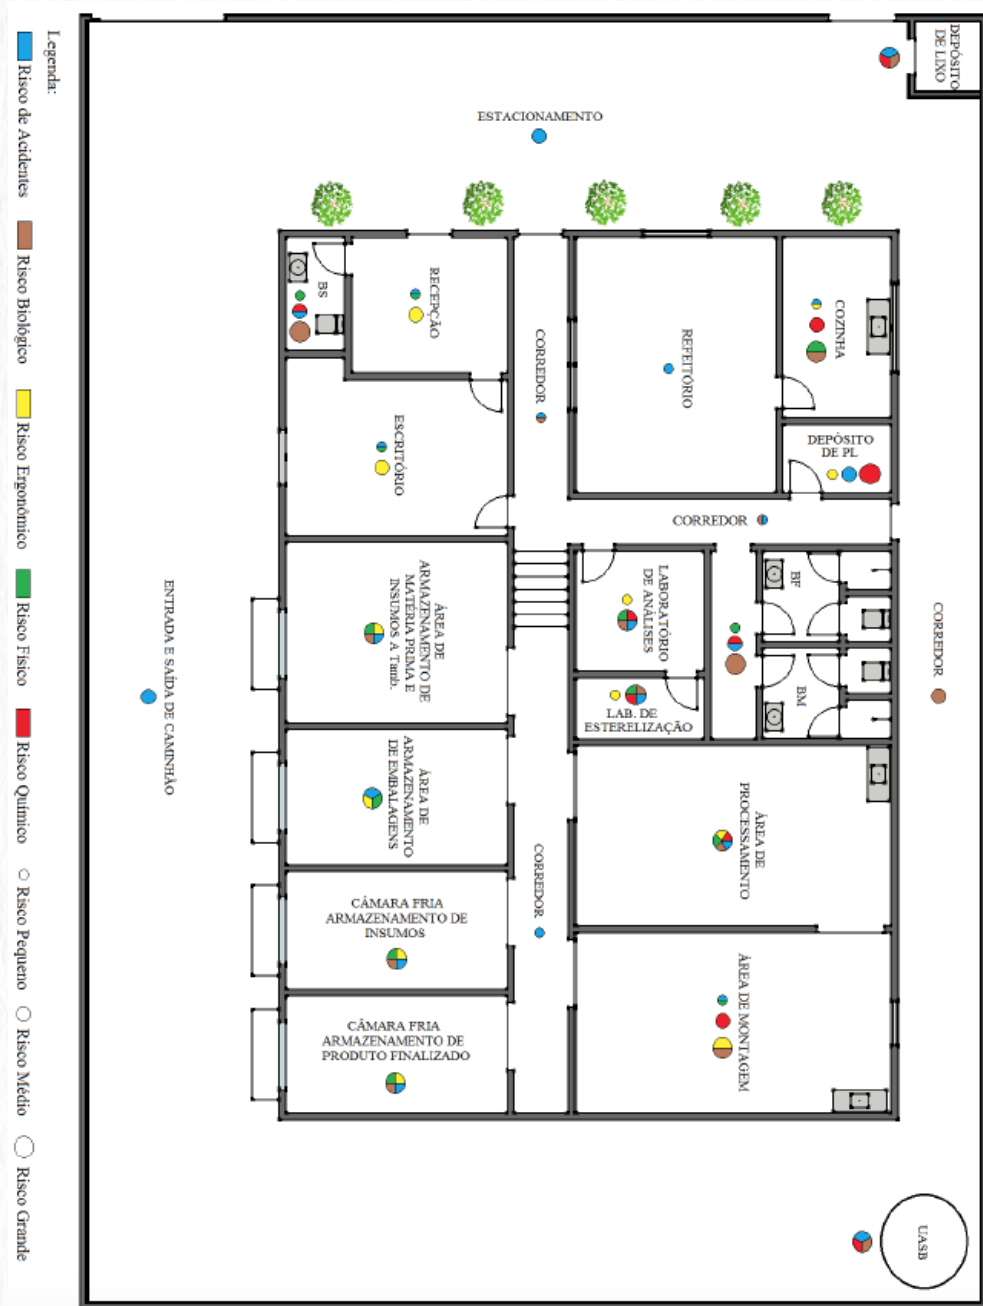 DEPÓSITO
DE LIXO
ESTACIONAMENTO
RECEPÇÃO
BS
CORREDOR
REFEITÓRIO
COZINHA
ESCRITÓRIO
DEPÓSITO
DE PL
CORREDOR
ÁREA DE
ARMAZENAMENTO DE
MATÉRIA PRIMA E
INSUMOS A Tamb.
LABORATÓRIO
DE ANÁLISES
BF
BM
CORREDOR
LAB. DE
ESTERELIZAÇÃO
ENTRADA E SAÍDA DE CAMINHÃO
ÁREA DE
ARMAZENAMENTO
DE EMBALAGENS
ÁREA DE
PROCESSAMENTO
CORREDOR
CÂMARA FRIA
ARMAZENAMENTO DE
INSUMOS
ÁREA DE MONTAGEM
CÂMARA FRIA
ARMAZENAMENTO DE
PRODUTO FINALIZADO
UASB
Legenda:
Risco de Acidentes
Risco Biológico
Risco Ergonômico
Risco Físico
Risco Químico
Risco Pequeno
Risco Médio
Risco Grande